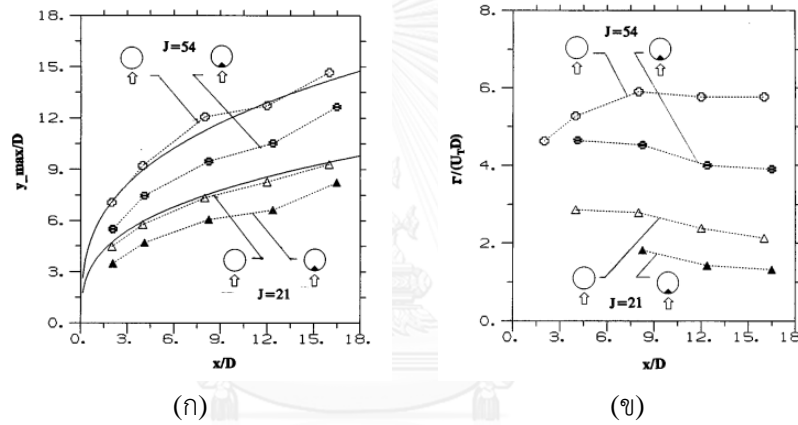 y_max/D
18.
15.
12.
9.
6.
3.
0.
0. 3. 6. 9. 12. 15. 18.
x/D
J=54
J=21
(ก)
Γ/(U_T D)
8.
6.
4.
2.
0.
0. 3. 6. 9. 12. 15. 18.
x/D
J=54
J=21
(ข)